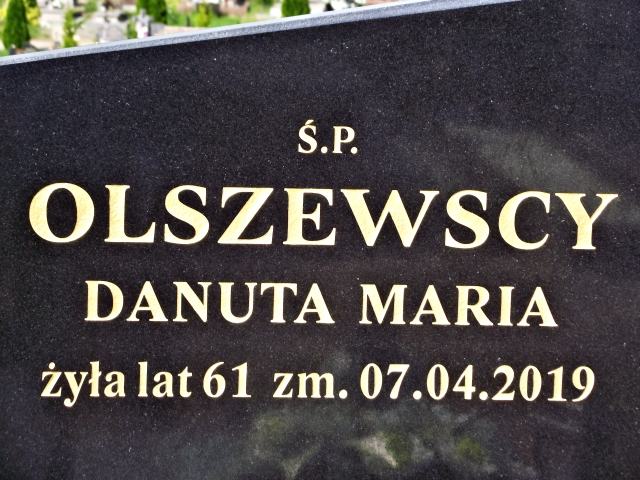 Ś.P.
OLSZEWSCY
DANUTA MARIA
żyła lat 61 zm. 07.04.2019